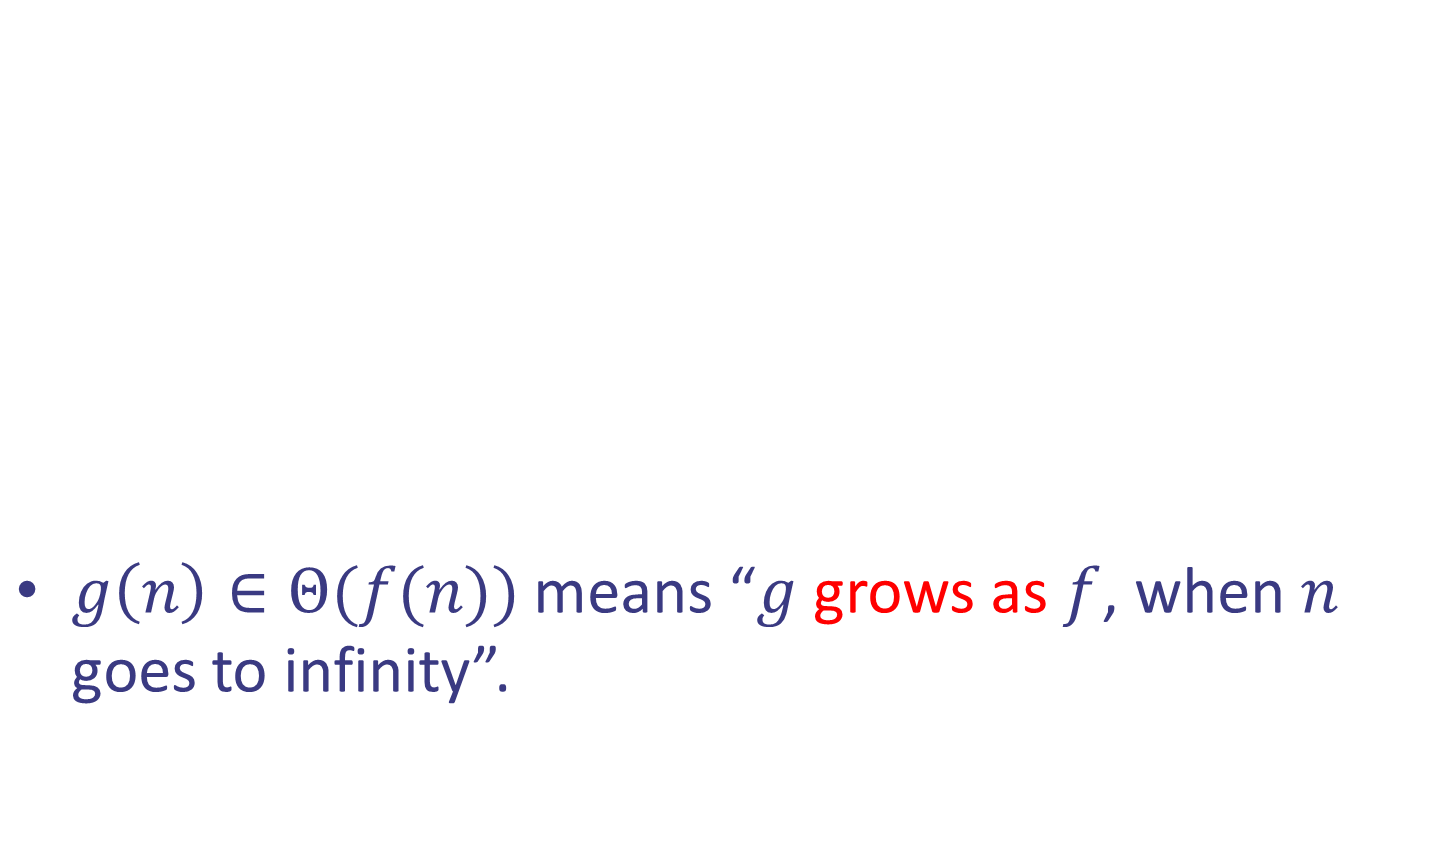 • 𝑔(𝑛) ∈ Θ(𝑓(𝑛)) means “𝑔 grows as 𝑓, when 𝑛
goes to infinity”.